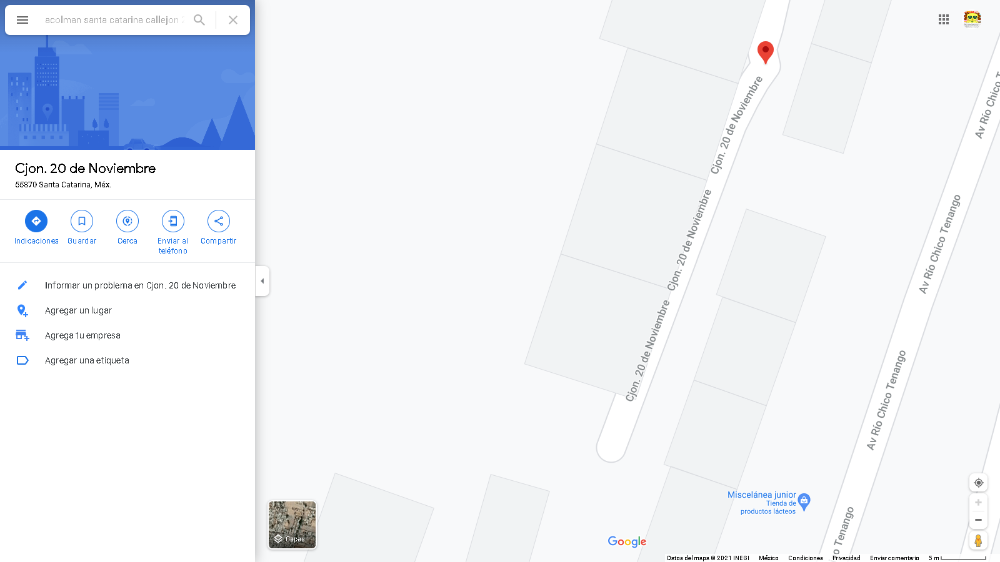 acolman santa catarina callejon 2
Cjon. 20 de Noviembre
55870 Santa Catarina, Méx.
Indicaciones
Guardar
Cerca
Enviar al
teléfono
Compartir
Informar un problema en Cjon. 20 de Noviembre
Agregar un lugar
Agrega tu empresa
Agregar una etiqueta
Capas
Cjon. 20 de Noviembre
Cjon. 20 de Noviembre
Cjon. 20 de Noviembre
Av Río Chico T
Av Río Chico Tenango
Av Río Chico Tenango
o Tenango
Miscelánea junior
Tienda de
productos lácteos
Google
Datos del mapa © 2021 INEGI México Condiciones Privacidad Enviar comentario 5 m